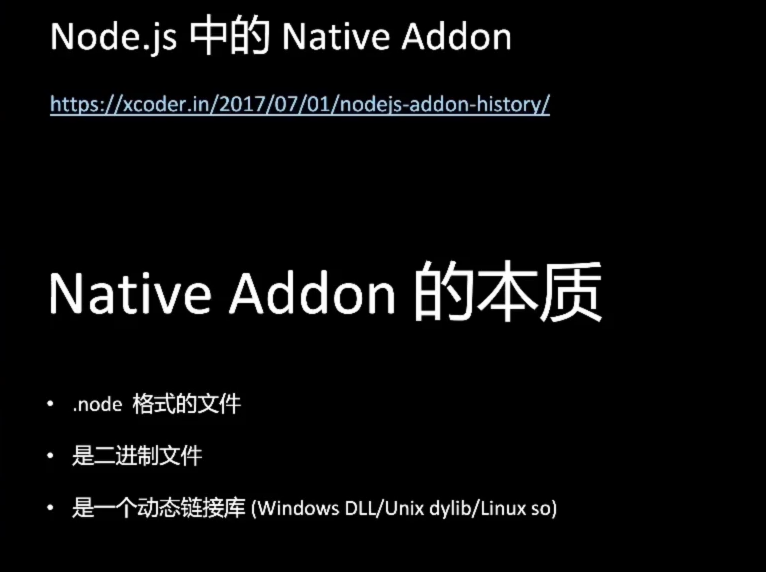 Node.js 中的 Native Addon
https://xcoder.in/2017/07/01/nodejs-addon-history/
Native Addon 的本质
• .node 格式的文件
• 是二进制文件
• 是一个动态链接库 (Windows DLL/Unix dylib/Linux so)